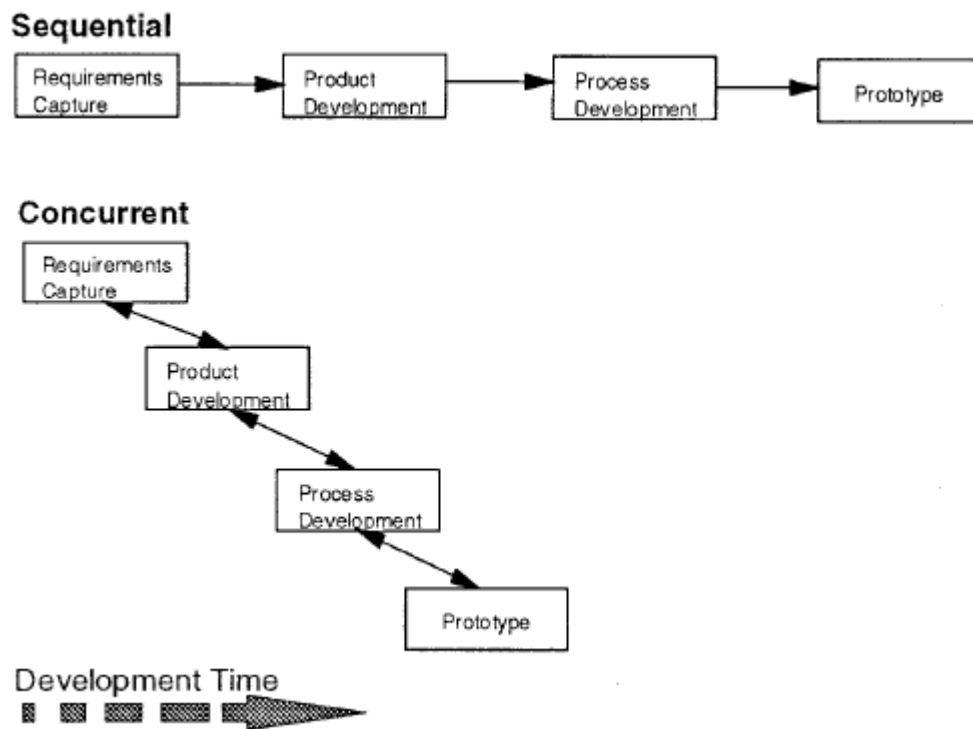 Sequential
Requirements
Capture
Product
Development
Process
Development
Prototype
Concurrent
Requirements
Capture
Product
Development
Process
Development
Prototype
Development Time